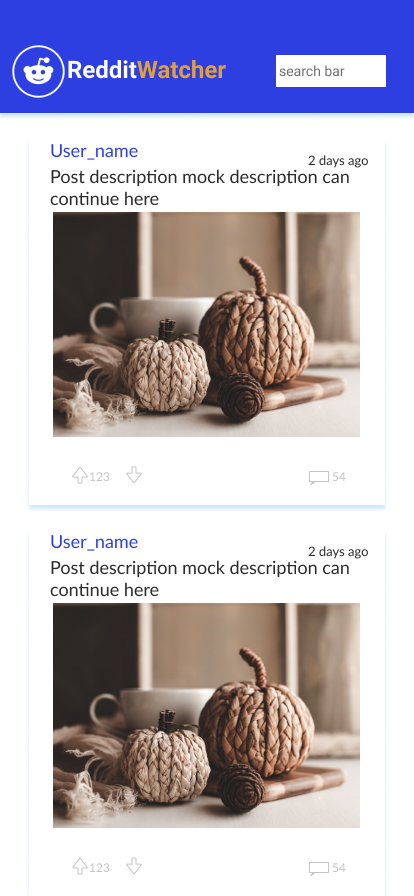 RedditWatcher
search bar
User_name
2 days ago
Post description mock description can
continue here
123
54
User_name
2 days ago
Post description mock description can
continue here
123
54